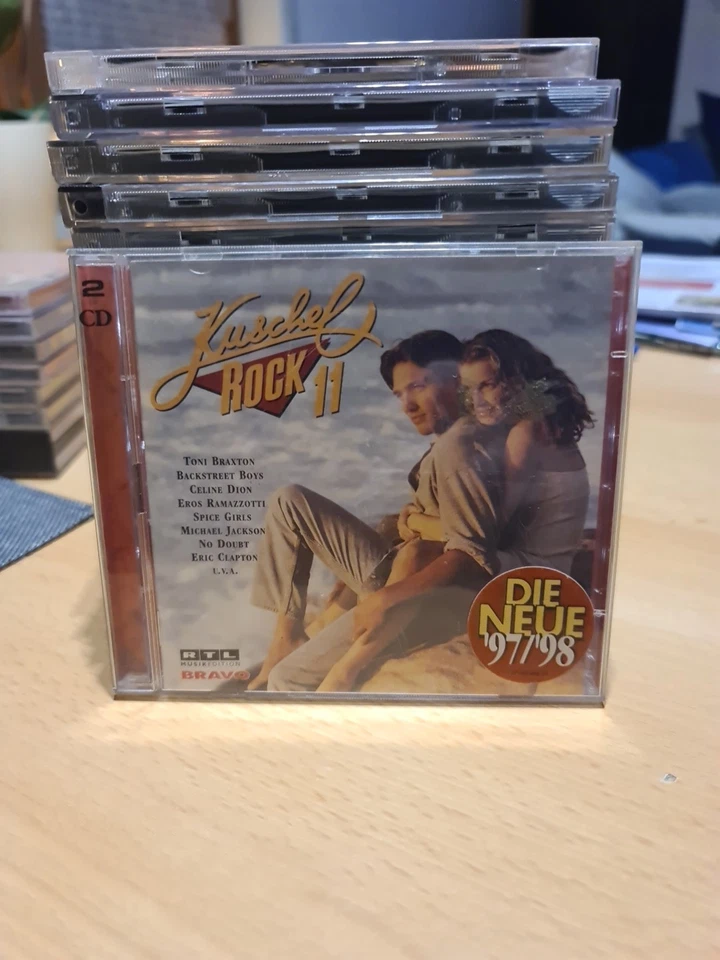 2
CD
Kuschel
ROCK 11
TONI BRAXTON
BACKSTREET BOYS
CELINE DION
EROS RAMAZZOTTI
SPICE GIRLS
MICHAEL JACKSON
NO DOUBT
ERIC CLAPTON
U.V.A.
RTL
MUSIKEDITION
BRAVO
DIE
NEUE
'97/'98